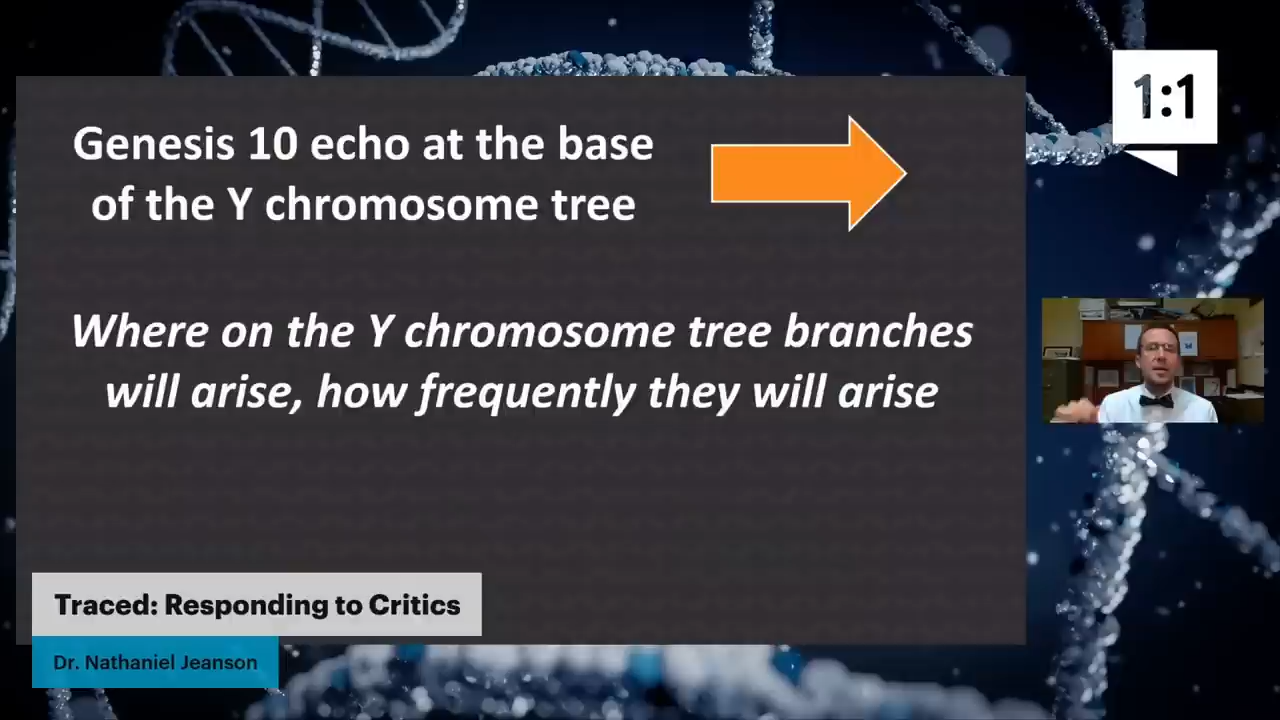 Genesis 10 echo at the base
of the Y chromosome tree
1:1
Where on the Y chromosome tree branches
will arise, how frequently they will arise
Traced: Responding to Critics
Dr. Nathaniel Jeanson